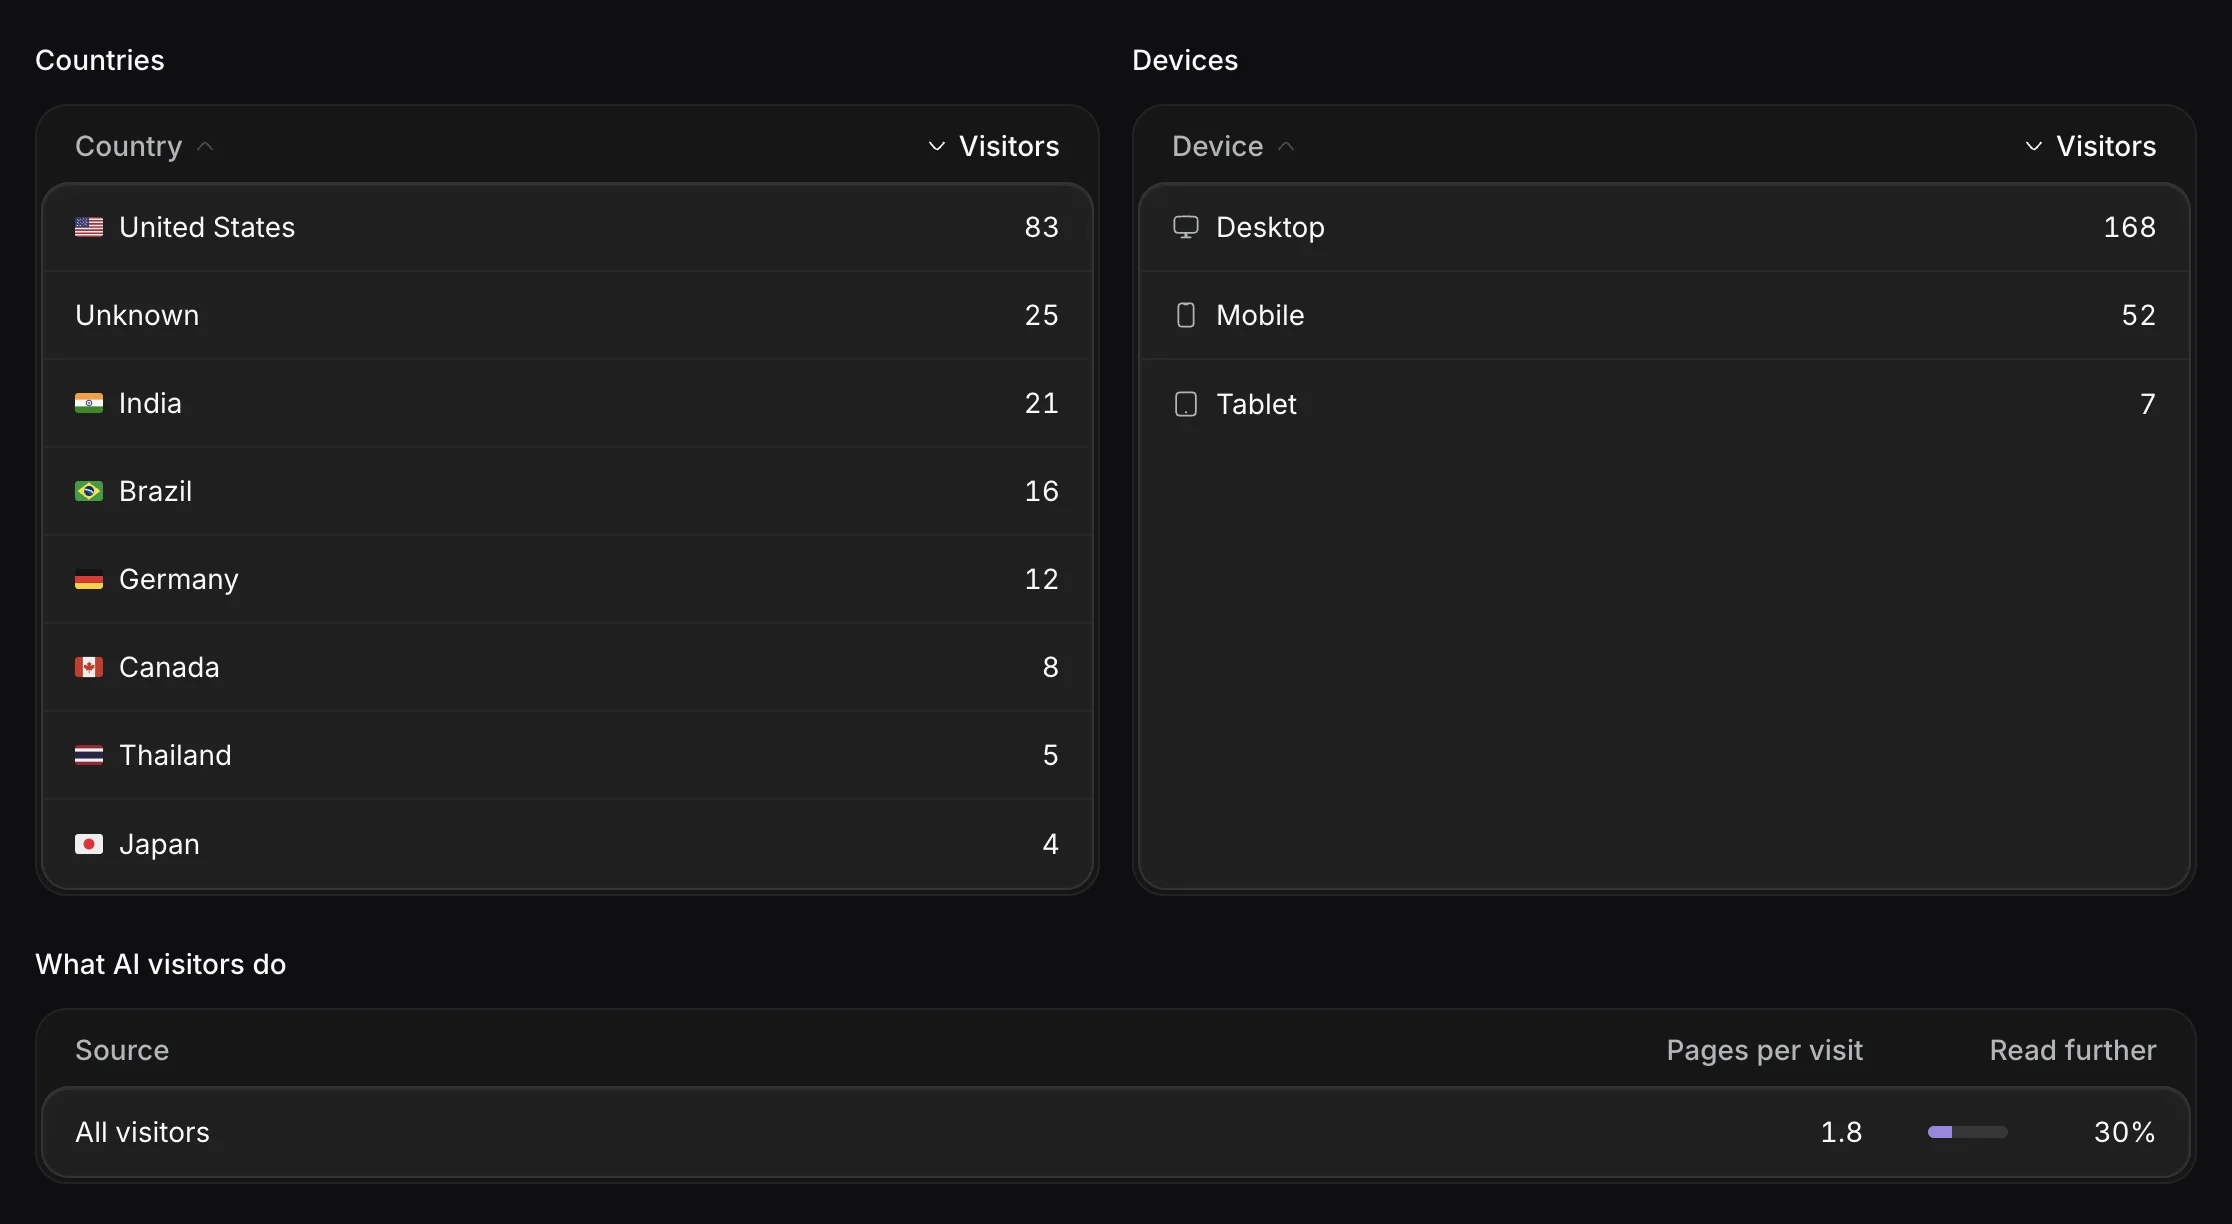 Countries
Country Visitors
United States 83
Unknown 25
India 21
Brazil 16
Germany 12
Canada 8
Thailand 5
Japan 4
Devices
Device Visitors
Desktop 168
Mobile 52
Tablet 7
What AI visitors do
Source Pages per visit Read further
All visitors 1.8 30%